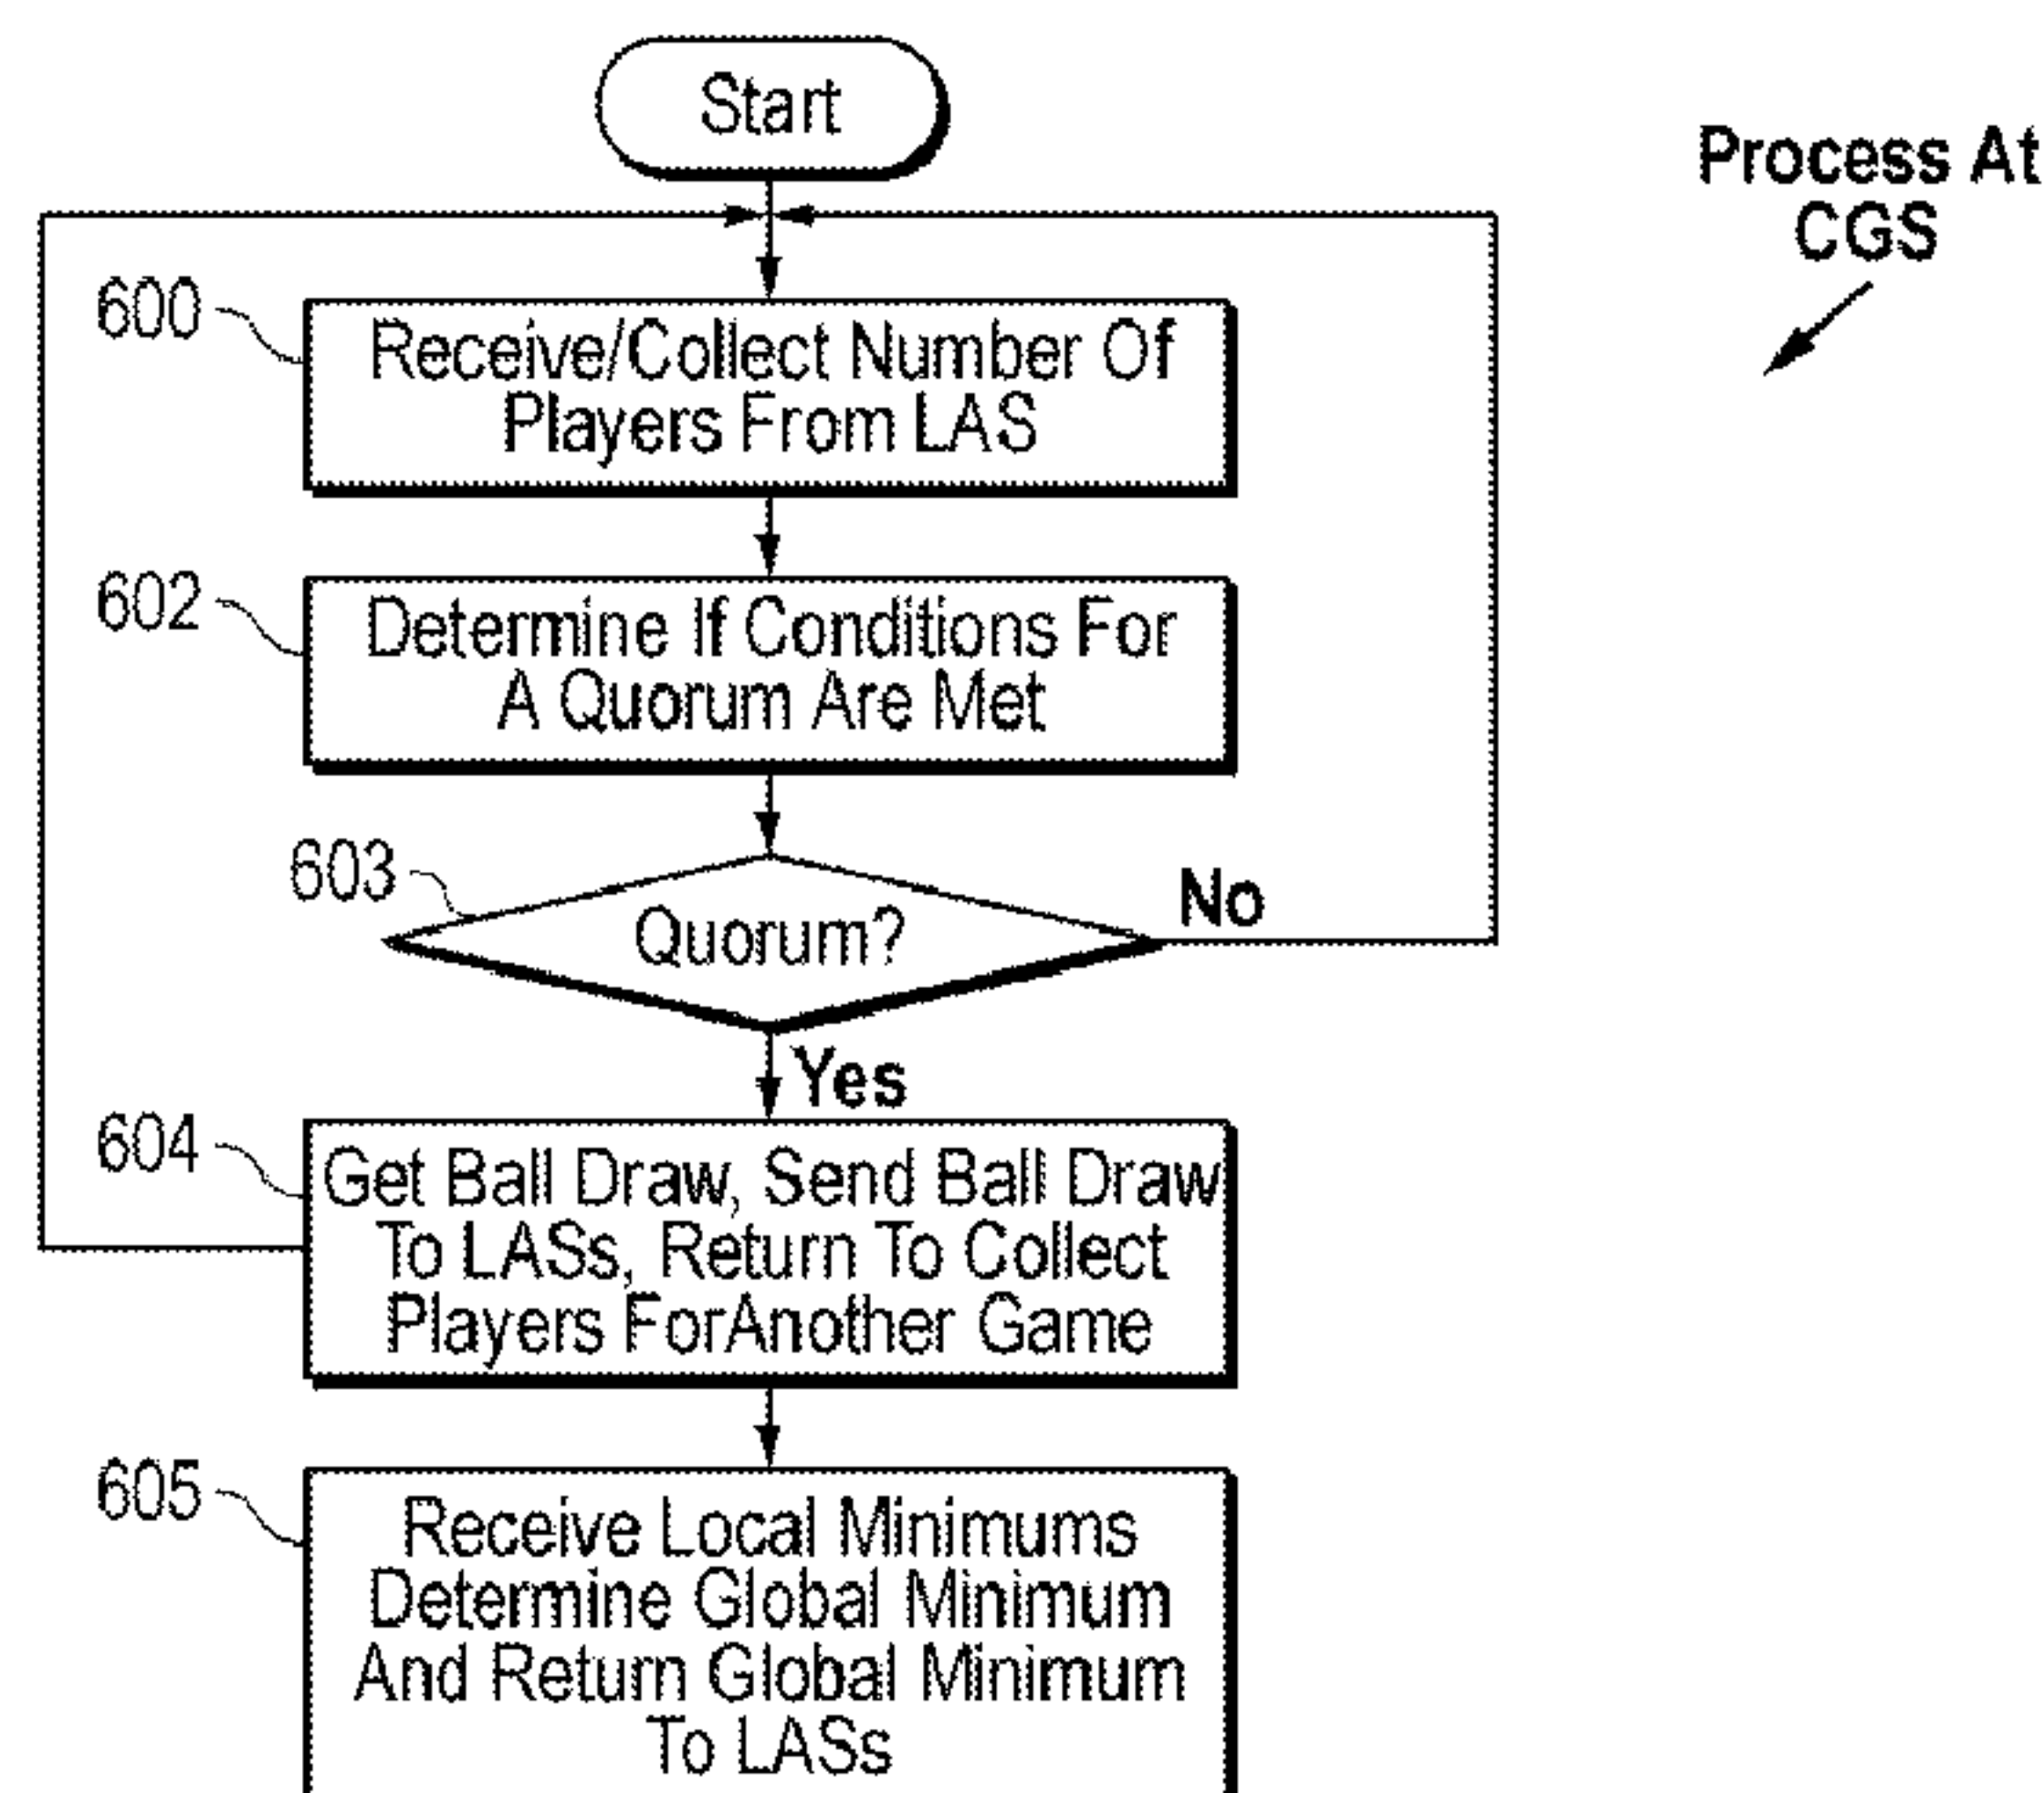 Start
Process At
CGS
600
Receive/Collect Number Of
Players From LAS
602
Determine If Conditions For
A Quorum Are Met
603
Quorum?
No
Yes
604
Get Ball Draw, Send Ball Draw
To LASs, Return To Collect
Players ForAnother Game
605
Receive Local Minimums
Determine Global Minimum
And Return Global Minimum
To LASs